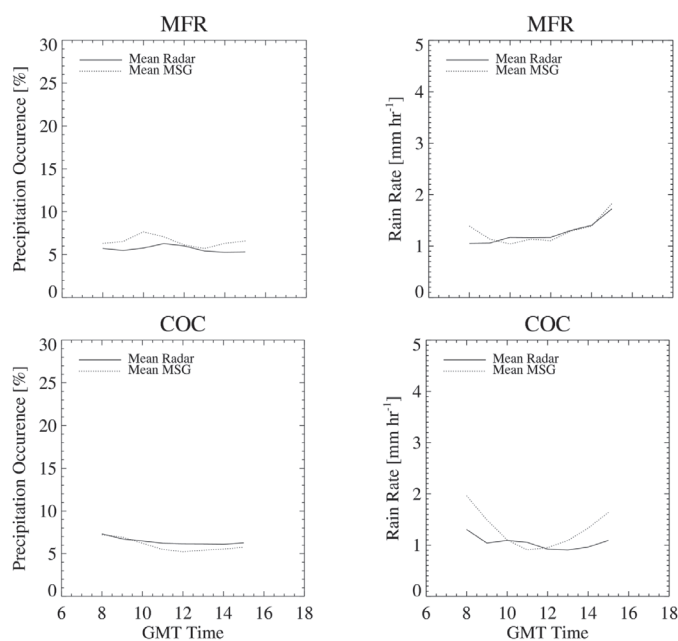 MFR
30
25
20
15
10
5
0
Precipitation Occurence [%]
Mean Radar
Mean MSG
MFR
5
4
3
2
1
0
Rain Rate [mm hr⁻¹]
Mean Radar
Mean MSG
COC
30
25
20
15
10
5
0
Precipitation Occurence [%]
Mean Radar
Mean MSG
6 8 10 12 14 16 18
GMT Time
COC
5
4
3
2
1
0
Rain Rate [mm hr⁻¹]
Mean Radar
Mean MSG
6 8 10 12 14 16 18
GMT Time